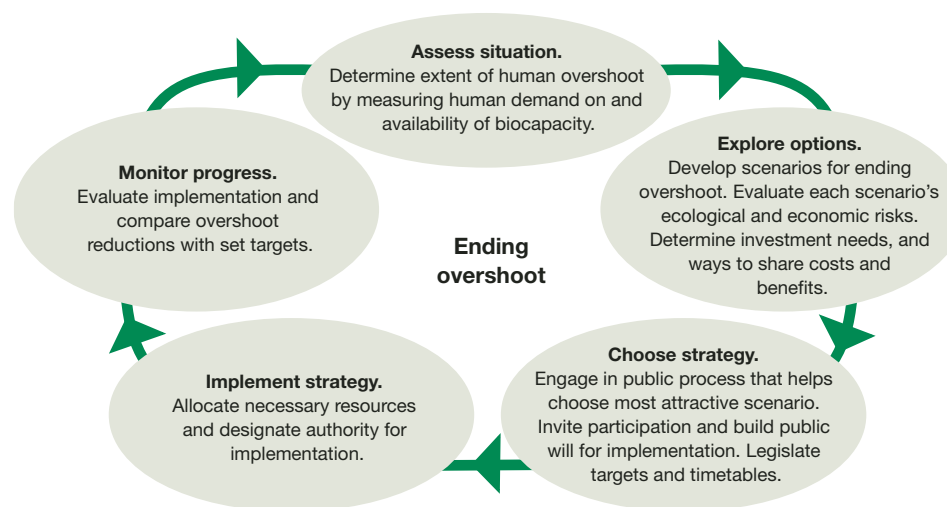 Assess situation.
Determine extent of human overshoot
by measuring human demand on and
availability of biocapacity.
Explore options.
Develop scenarios for ending
overshoot. Evaluate each scenario’s
ecological and economic risks.
Determine investment needs, and
ways to share costs and
benefits.
Choose strategy.
Engage in public process that helps
choose most attractive scenario.
Invite participation and build public
will for implementation. Legislate
targets and timetables.
Implement strategy.
Allocate necessary resources
and designate authority for
implementation.
Monitor progress.
Evaluate implementation and
compare overshoot
reductions with set targets.
Ending
overshoot